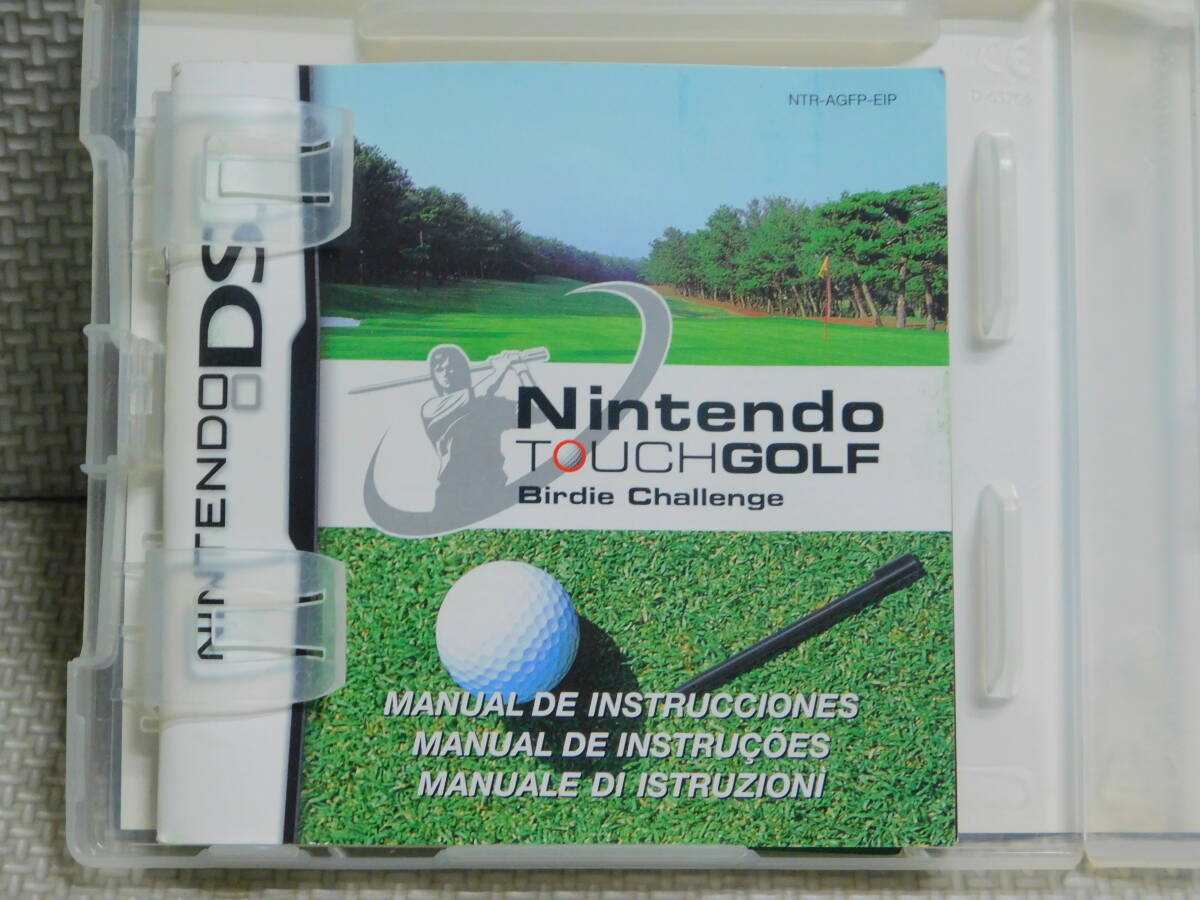 NTR-AGFP-EIP
NINTENDO DS
Nintendo
TOUCHGOLF
Birdie Challenge
MANUAL DE INSTRUCCIONES
MANUAL DE INSTRUÇÕES
MANUALE DI ISTRUZIONI